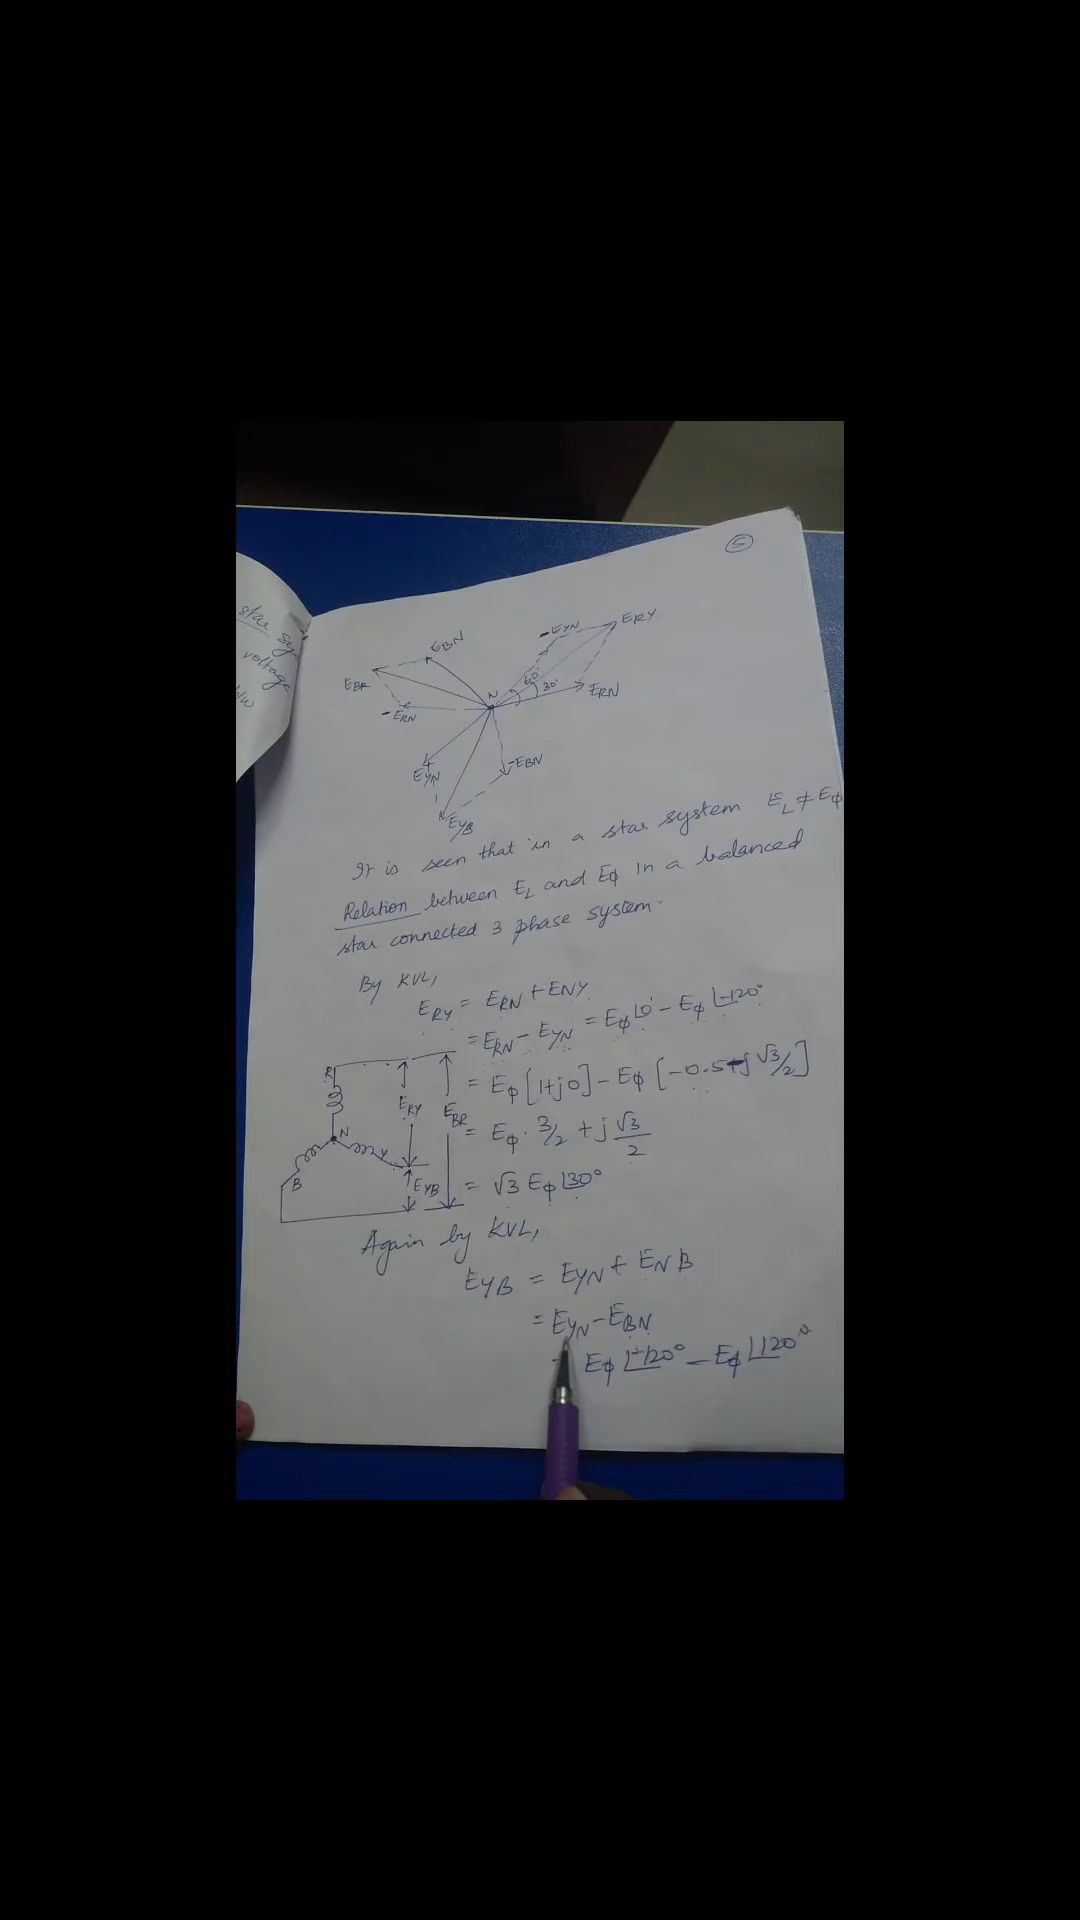 5
star sy
voltage
b/w
-EYN ERY
EBN
EBR
60° 30°
N
ERN
-ERN
EYN
-EBN
EYB
It is seen that in a star system EL ≠ Eϕ
Relation between EL and Eϕ in a balanced
star connected 3 phase system.
By KVL,
ERY = ERN + ENY
= ERN - EYN = Eϕ∠0° - Eϕ∠-120°
= Eϕ[1+j0] - Eϕ[-0.5-j√3/2]
= Eϕ. 3/2 + j √3/2
= √3 Eϕ∠30°
R
N
Y
B
ERY
EBR
EYB
Again by KVL,
EYB = EYN + ENB
= EYN - EBN
Eϕ∠-120° - Eϕ∠120°